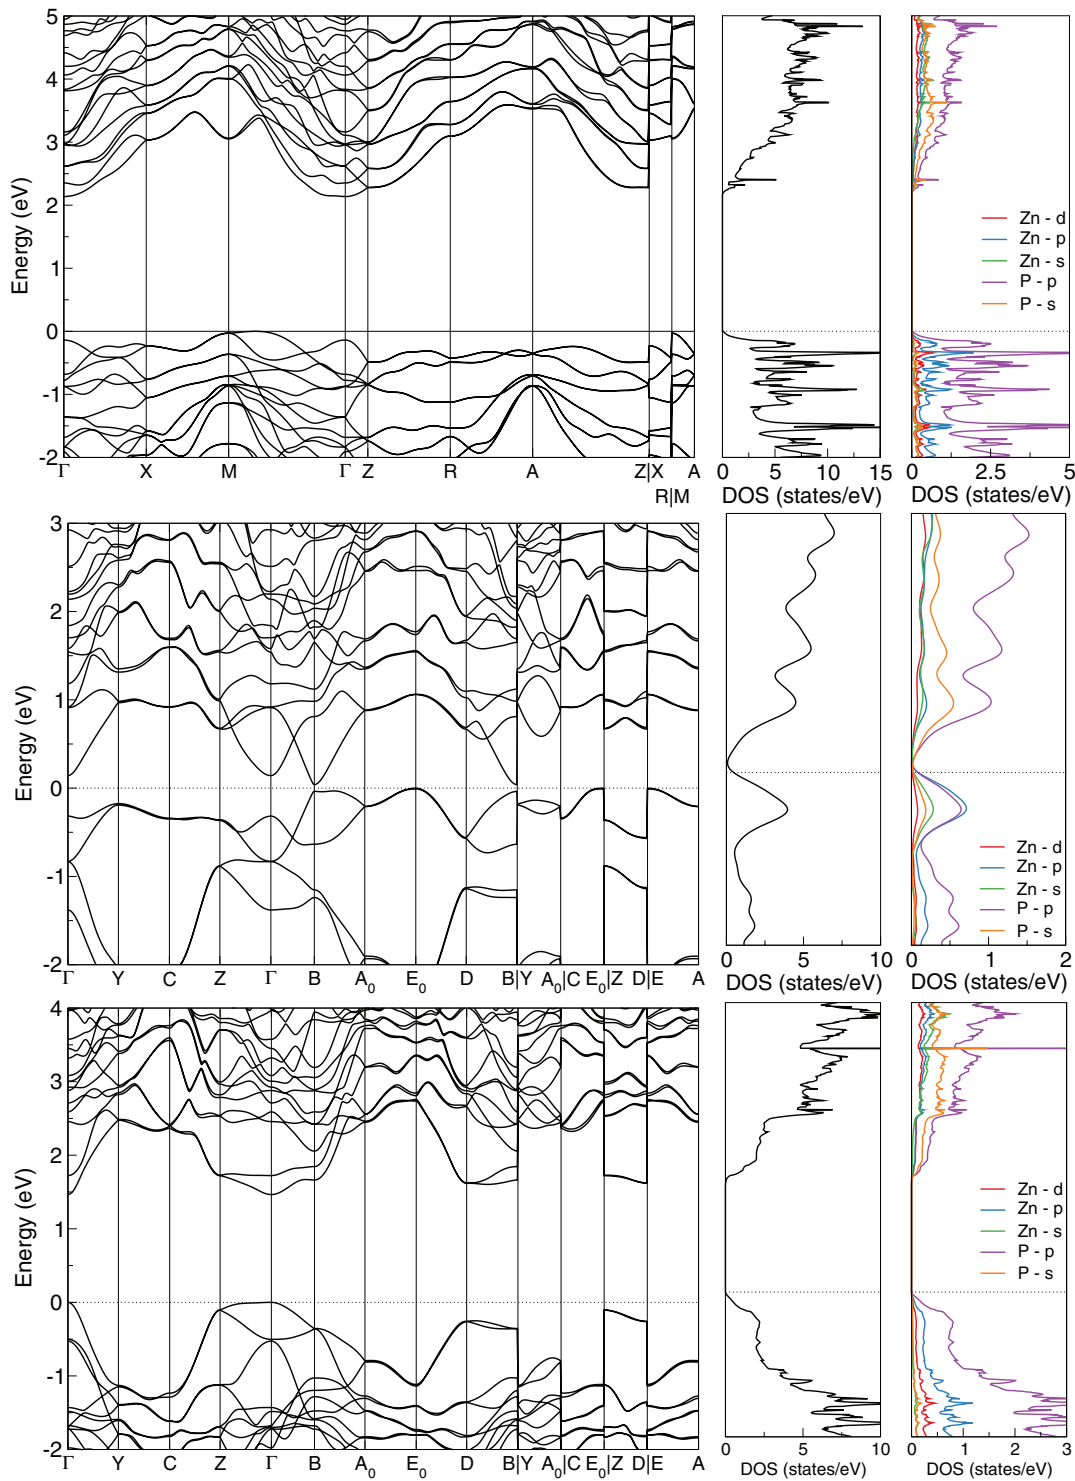 5
4
3
2
1
0
-1
-2
Energy (eV)
Γ X M Γ Z R A Z|X A
R|M
0 5 10 15
DOS (states/eV)
Zn - d
Zn - p
Zn - s
P - p
P - s
0 2.5 5
DOS (states/eV)
3
2
1
0
-1
-2
Energy (eV)
Γ Y C Z Γ B A₀ E₀ D B|Y A₀|C E₀|Z D|E A
0 5 10
DOS (states/eV)
Zn - d
Zn - p
Zn - s
P - p
P - s
0 1 2
DOS (states/eV)
4
3
2
1
0
-1
-2
Energy (eV)
Γ Y C Z Γ B A₀ E₀ D B|Y A₀|C E₀|Z D|E A
0 5 10
DOS (states/eV)
Zn - d
Zn - p
Zn - s
P - p
P - s
0 1 2 3
DOS (states/eV)